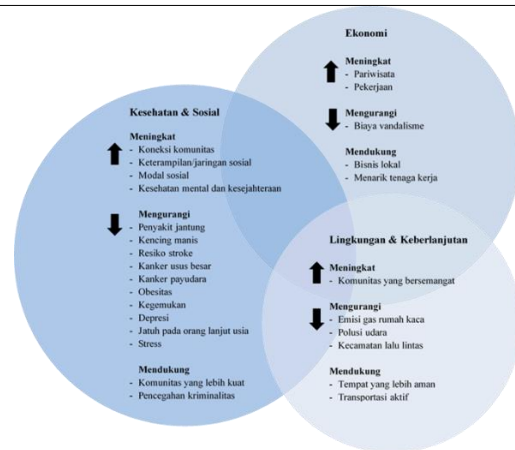 Ekonomi
Meningkat
- Pariwisata
- Pekerjaan
Mengurangi
- Biaya vandalisme
Mendukung
- Bisnis lokal
- Menarik tenaga kerja
Kesehatan & Sosial
Meningkat
- Koneksi komunitas
- Keterampilan/jaringan sosial
- Modal sosial
- Kesehatan mental dan kesejahteraan
Mengurangi
- Penyakit jantung
- Kencing manis
- Resiko stroke
- Kanker usus besar
- Kanker payudara
- Obesitas
- Kegemukan
- Depresi
- Jatuh pada orang lanjut usia
- Stress
Mendukung
- Komunitas yang lebih kuat
- Pencegahan kriminalitas
Lingkungan & Keberlanjutan
Meningkat
- Komunitas yang bersemangat
Mengurangi
- Emisi gas rumah kaca
- Polusi udara
- Kecamatan lalu lintas
Mendukung
- Tempat yang lebih aman
- Transportasi aktif